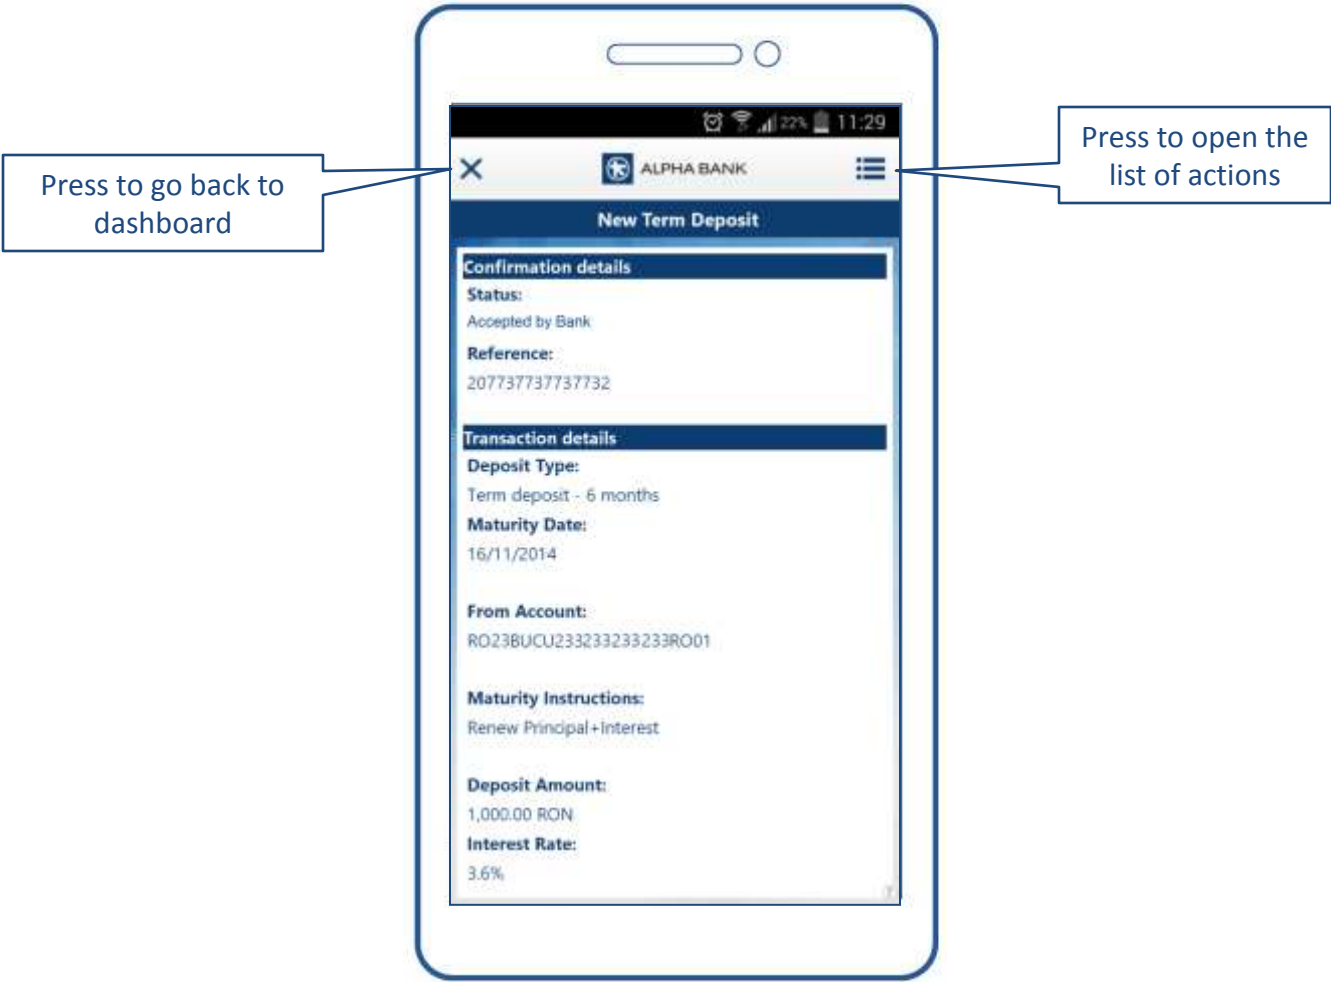 22% 11:29
ALPHA BANK
Press to go back to
dashboard
Press to open the
list of actions
New Term Deposit
Confirmation details
Status:
Accepted by Bank
Reference:
207737737737732
Transaction details
Deposit Type:
Term deposit - 6 months
Maturity Date:
16/11/2014
From Account:
RO23BUCU233233233233RO01
Maturity Instructions:
Renew Principal+Interest
Deposit Amount:
1,000.00 RON
Interest Rate:
3.6%